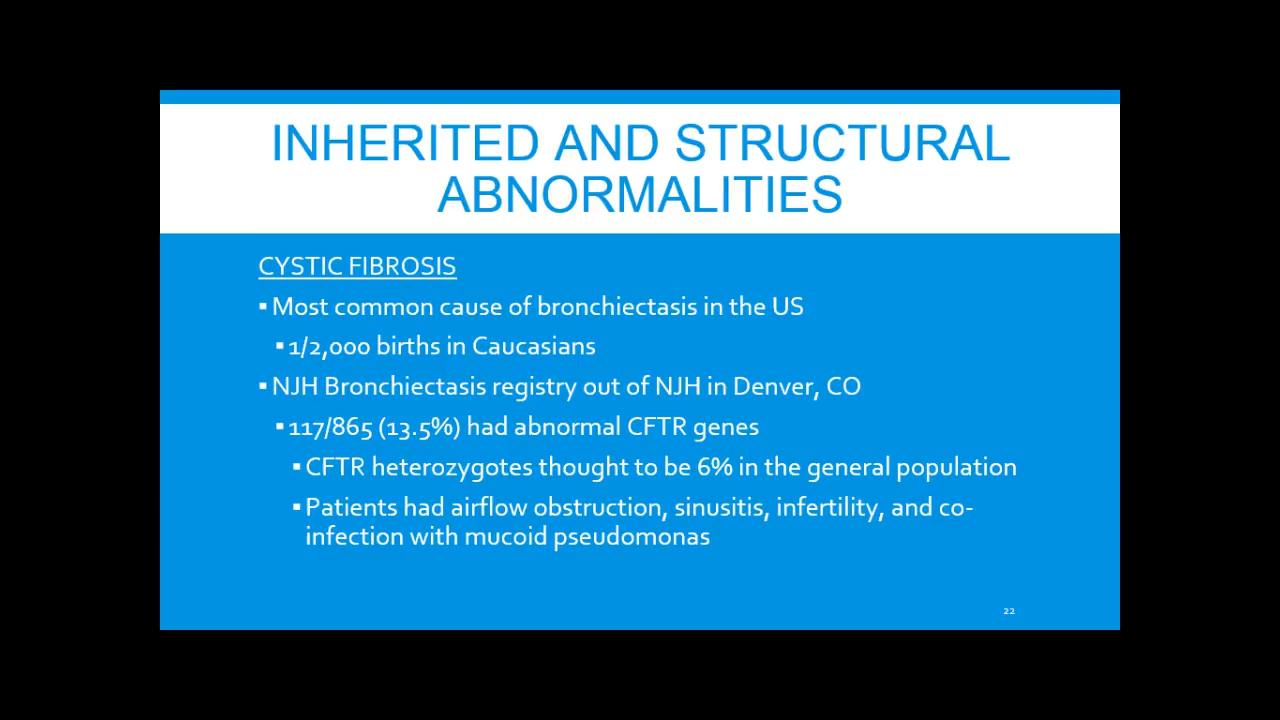 INHERITED AND STRUCTURAL
ABNORMALITIES
CYSTIC FIBROSIS
▪ Most common cause of bronchiectasis in the US
▪ 1/2,000 births in Caucasians
▪ NJH Bronchiectasis registry out of NJH in Denver, CO
▪ 117/865 (13.5%) had abnormal CFTR genes
▪ CFTR heterozygotes thought to be 6% in the general population
▪ Patients had airflow obstruction, sinusitis, infertility, and co-
infection with mucoid pseudomonas
22